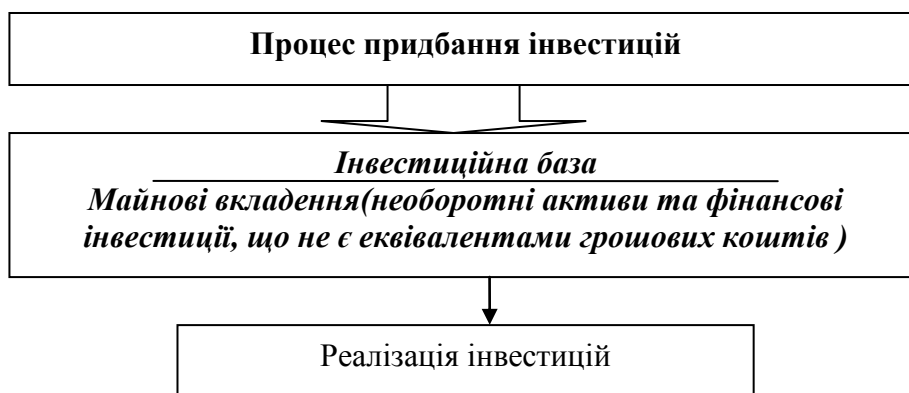 Процес придбання інвестицій
Інвестиційна база
Майнові вкладення(необоротні активи та фінансові
інвестиції, що не є еквівалентами грошових коштів )
Реалізація інвестицій